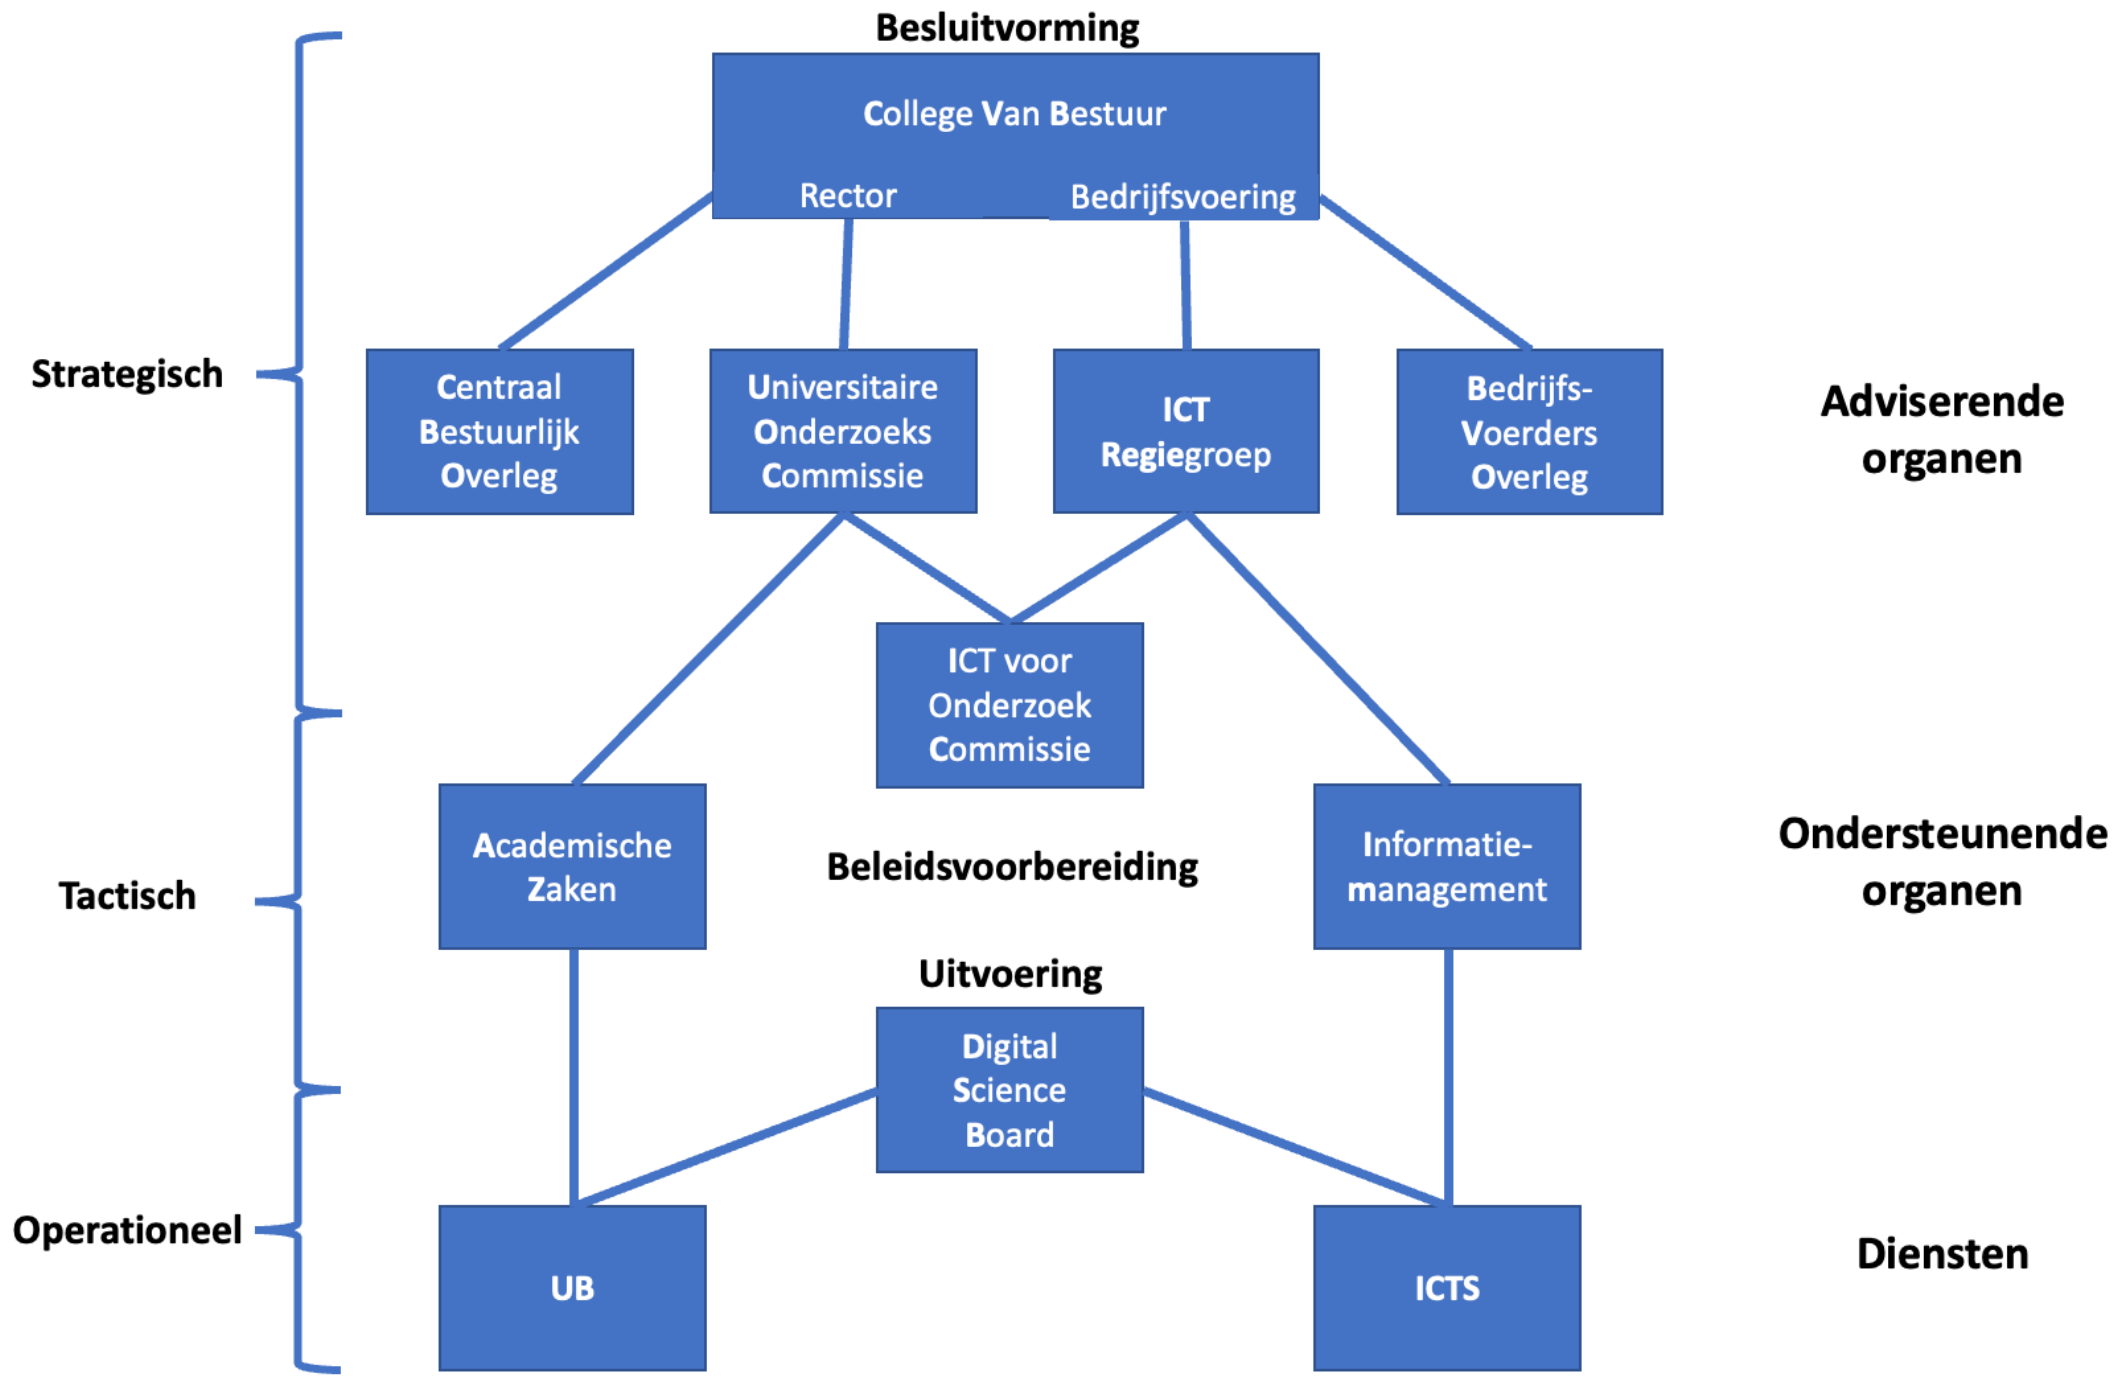 Besluitvorming
College Van Bestuur
Rector
Bedrijfsvoering
Strategisch
Centraal
Bestuurlijk
Overleg
Universitaire
Onderzoeks
Commissie
ICT
Regiegroep
Bedrijfs-
Voerders
Overleg
Adviserende
organen
ICT voor
Onderzoek
Commissie
Tactisch
Academische
Zaken
Beleidsvoorbereiding
Informatie-
management
Ondersteunende
organen
Uitvoering
Digital
Science
Board
Operationeel
UB
ICTS
Diensten